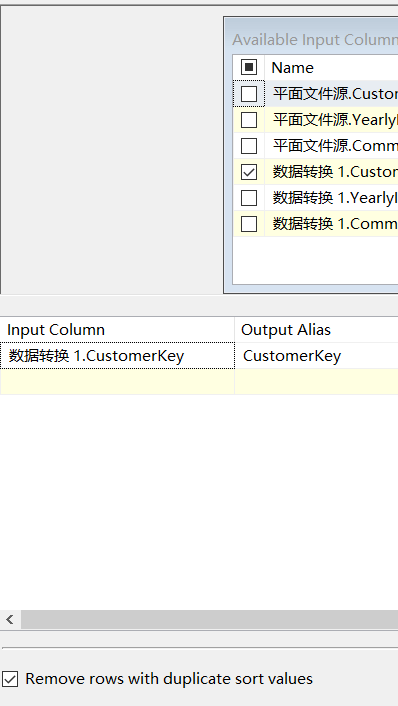 Available Input Column
Name
平面文件源.Custo
平面文件源.Yearly
平面文件源.Comm
数据转换 1.Custo
数据转换 1.Yearly
数据转换 1.Comm
Input Column Output Alias
数据转换 1.CustomerKey CustomerKey
Remove rows with duplicate sort values